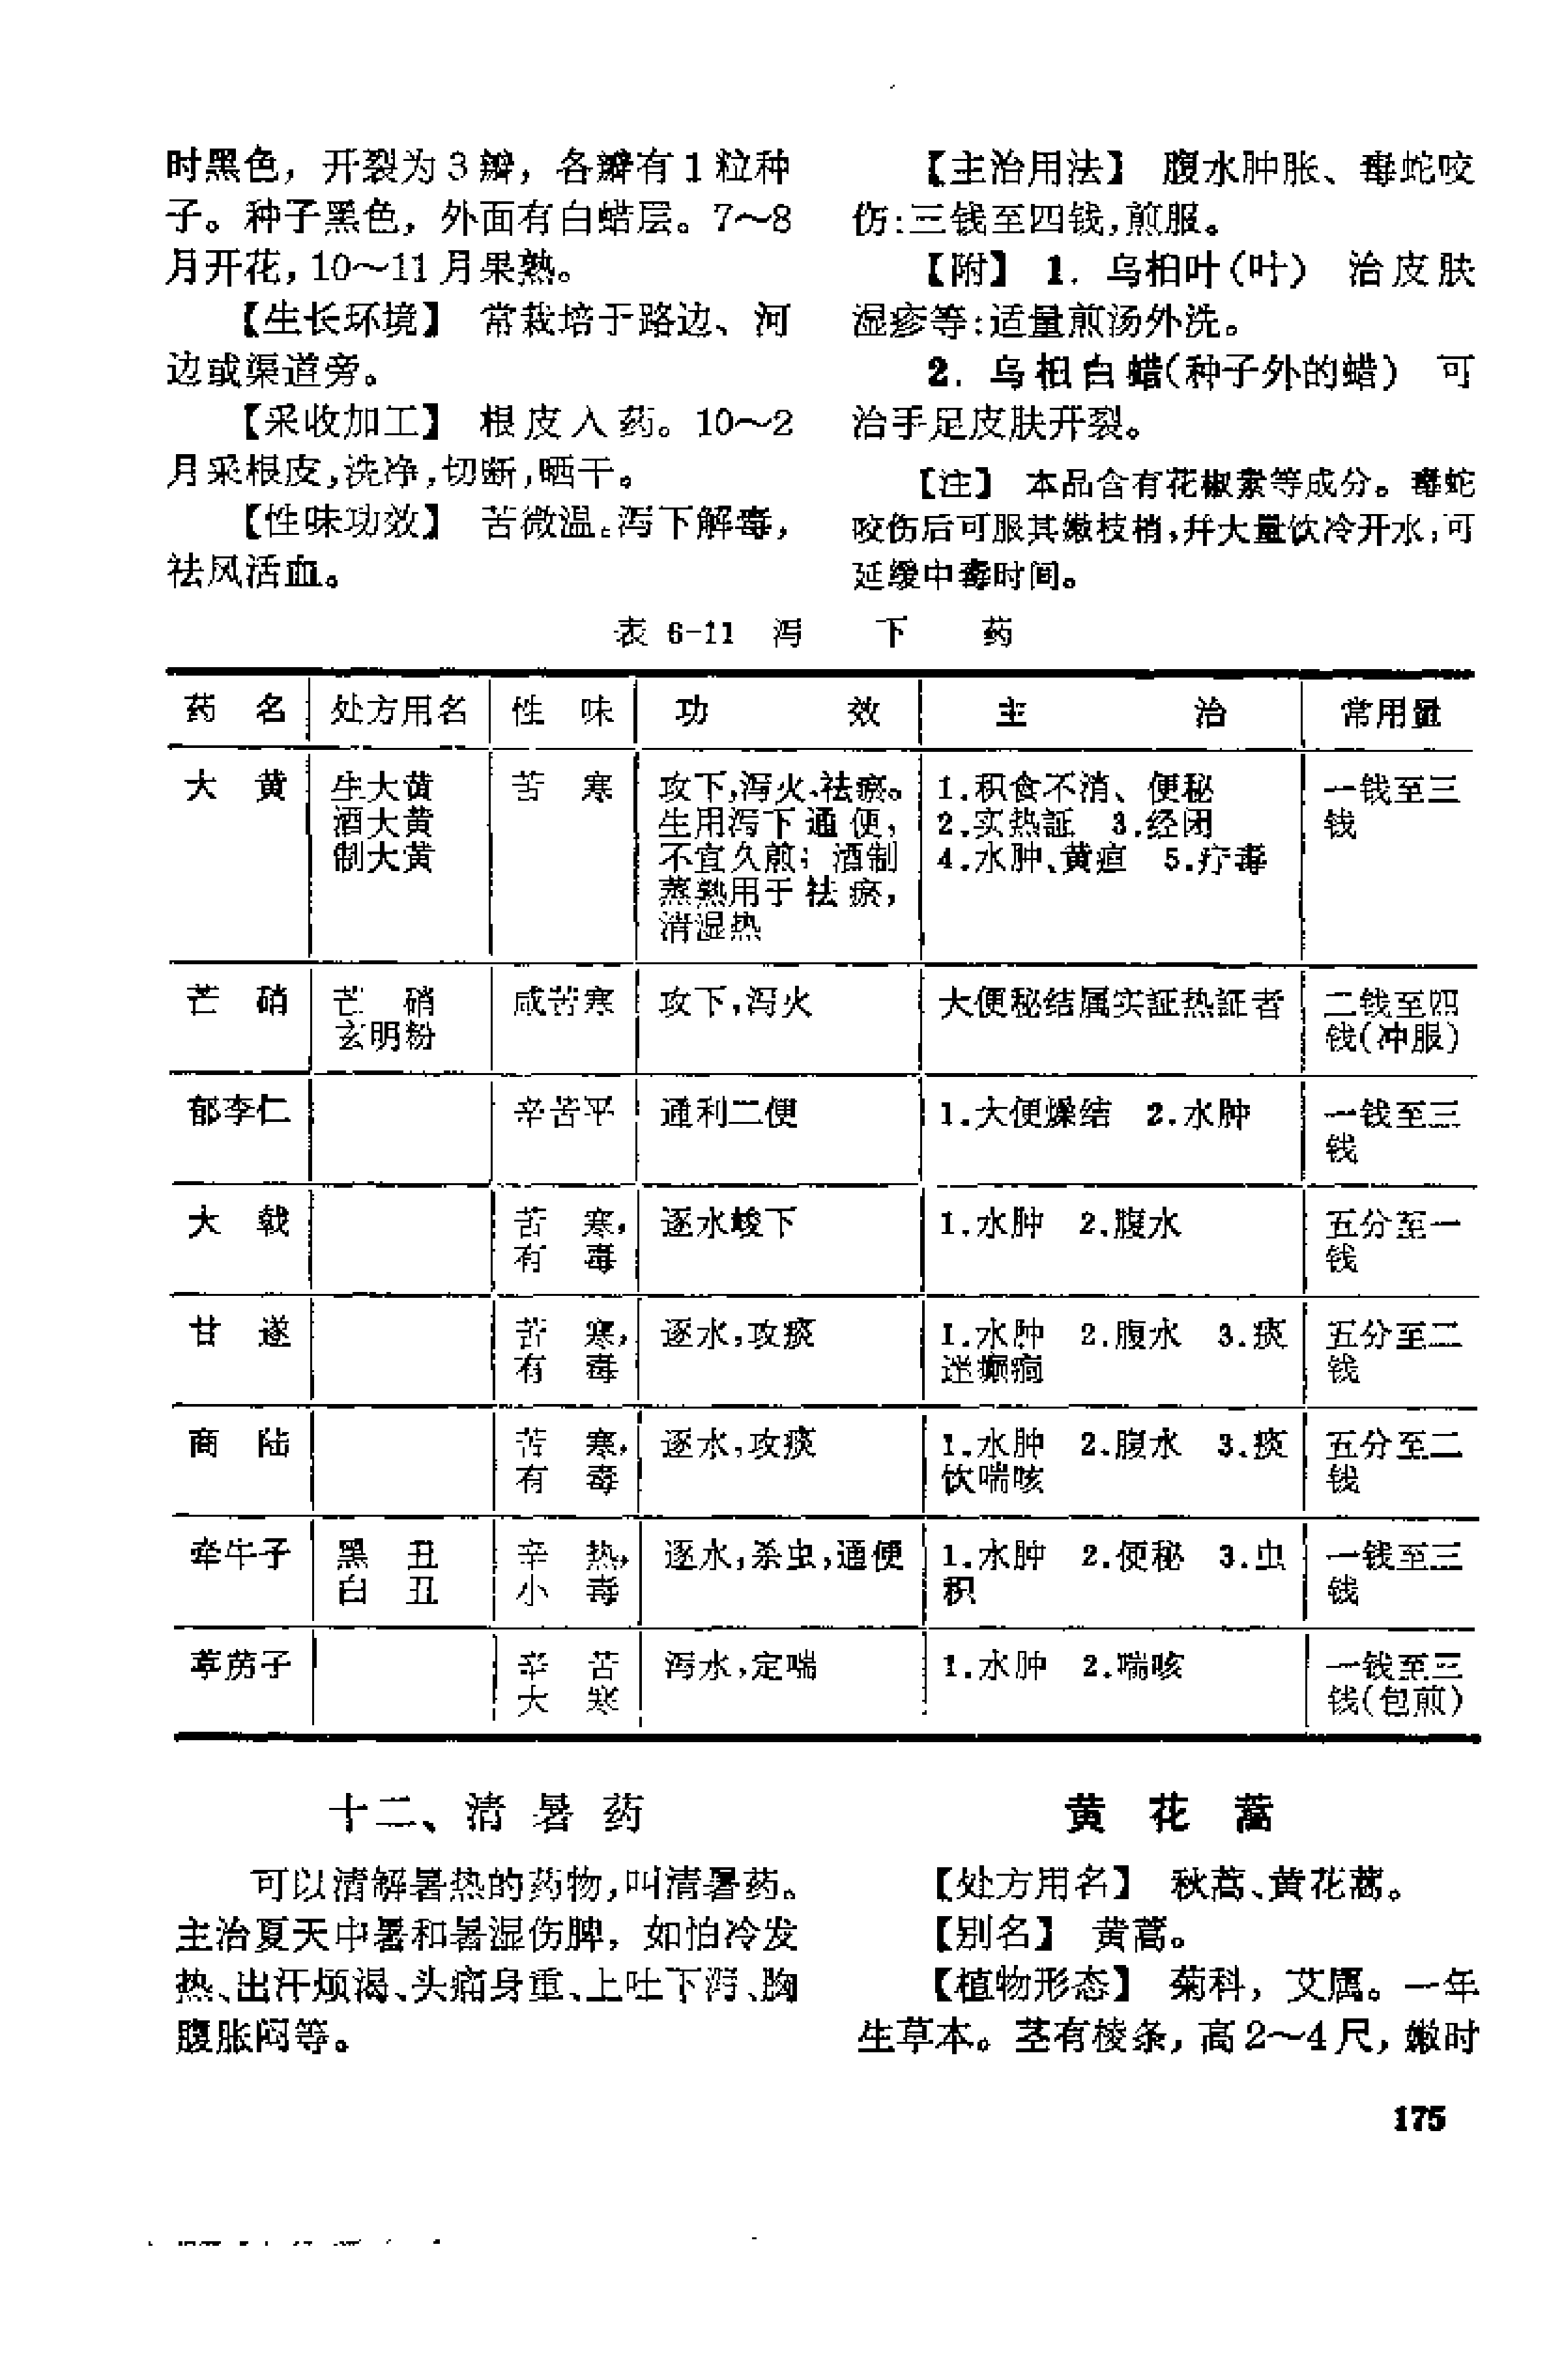 时黑色，开裂为3瓣，各瓣有1粒种
子。种子黑色，外面有白蜡层。7～8
月开花，10～11月果熟。
【生长环境】 常栽培于路边、河
边或渠道旁。
【采收加工】 根皮入药。10～2
月采根皮，洗净，切断，晒干。
【性味功效】 苦微温。泻下解毒，
祛风活血。
【主治用法】 腹水肿胀、毒蛇咬
伤：三钱至四钱，煎服。
【附】 1. 乌桕叶（叶） 治皮肤
湿疹等：适量煎汤外洗。
2. 乌桕白蜡（种子外的蜡） 可
治手足皮肤开裂。
【注】 本品含有花椒素等成分。毒蛇
咬伤后可服其嫩枝梢，并大量饮冷开水，可
延缓中毒时间。
表 6-11 泻 下 药
药 名 处方用名 性 味 功 效 主 治 常用量
大 黄 生大黄 苦 寒 攻下，泻火、祛瘀。 1.积食不消、便秘 一钱至三
酒大黄 生用泻下通便， 2.实热証 3.经闭 钱
制大黄 不宜久煎；酒制 4.水肿、黄疸 5.疔毒
蒸熟用于祛瘀，
清湿热
芒 硝 芒 硝 咸苦寒 攻下，泻火 大便秘结属实証热証者 二钱至四
玄明粉 钱（冲服）
郁李仁 辛苦平 通利二便 1.大便燥结 2.水肿 一钱至三
钱
大 戟 苦 寒， 逐水峻下 1.水肿 2.腹水 五分至一
有 毒 钱
甘 遂 苦 寒， 逐水，攻痰 1.水肿 2.腹水 3.痰 五分至二
有 毒 迷癫痫 钱
商 陆 苦 寒， 逐水，攻痰 1.水肿 2.腹水 3.痰 五分至二
有 毒 饮喘咳 钱
牵牛子 黑 丑 辛 热， 逐水，杀虫，通便 1.水肿 2.便秘 3.虫 一钱至三
白 丑 小 毒 积 钱
葶苈子 辛 苦 泻水，定喘 1.水肿 2.喘咳 一钱至三
大 寒 钱（包煎）
十二、清暑药
可以清解暑热的药物，叫清暑药。
主治夏天中暑和暑湿伤脾，如怕冷发
热、出汗烦渴、头痛身重、上吐下泻、胸
腹胀闷等。
黄 花 蒿
【处方用名】 秋蒿、黄花蒿。
【别名】 黄蒿。
【植物形态】 菊科，艾属。一年
生草本。茎有棱条，高2～4尺，嫩时
175